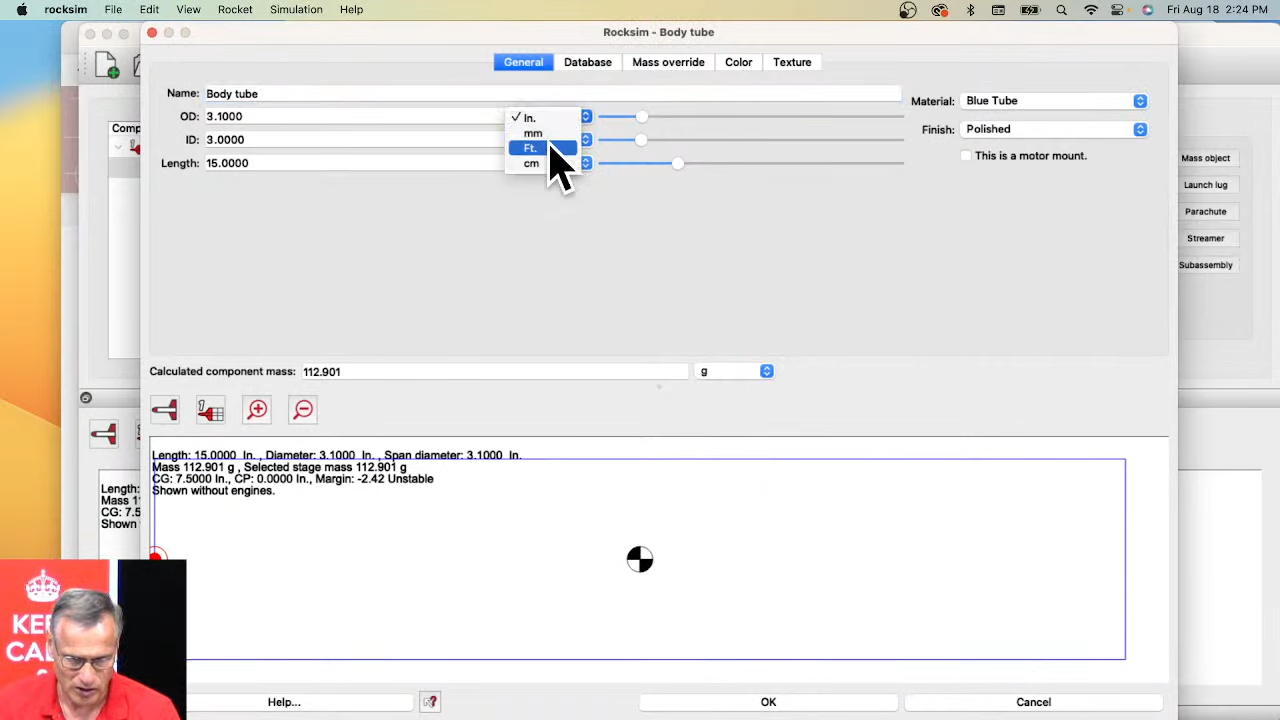 rocksim File Edit Rocket Simulation Help Fri Aug 18 2:24 PM
Rocksim - Body tube
General Database Mass override Color Texture
Name: Body tube
OD: 3.1000
ID: 3.0000
Length: 15.0000
✓ In.
mm
Ft.
cm
Material: Blue Tube
Finish: Polished
This is a motor mount.
Comp
Mass object
Launch lug
Parachute
Streamer
Subassembly
Calculated component mass: 112.901 g
Length: 15.0000 In. , Diameter: 3.1000 In. , Span diameter: 3.1000 In.
Mass 112.901 g , Selected stage mass 112.901 g
CG: 7.5000 In., CP: 0.0000 In., Margin: -2.42 Unstable
Shown without engines.
Length:
Mass 11
CG: 7.5
Shown w
Help... OK Cancel